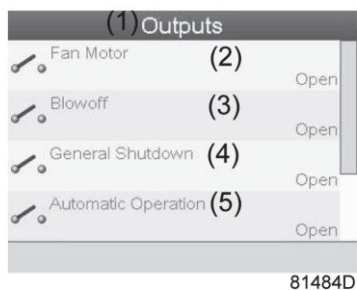 (1) Outputs
Fan Motor (2)
Open
Blowoff (3)
Open
General Shutdown (4)
Open
Automatic Operation (5)
Open
81484D